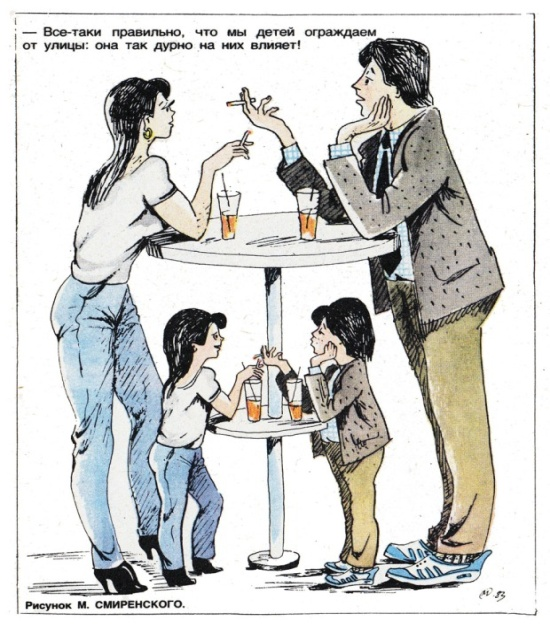 — Все-таки правильно, что мы детей ограждаем
от улицы: она так дурно на них влияет!
Рисунок М. СМИРЕНСКОГО.